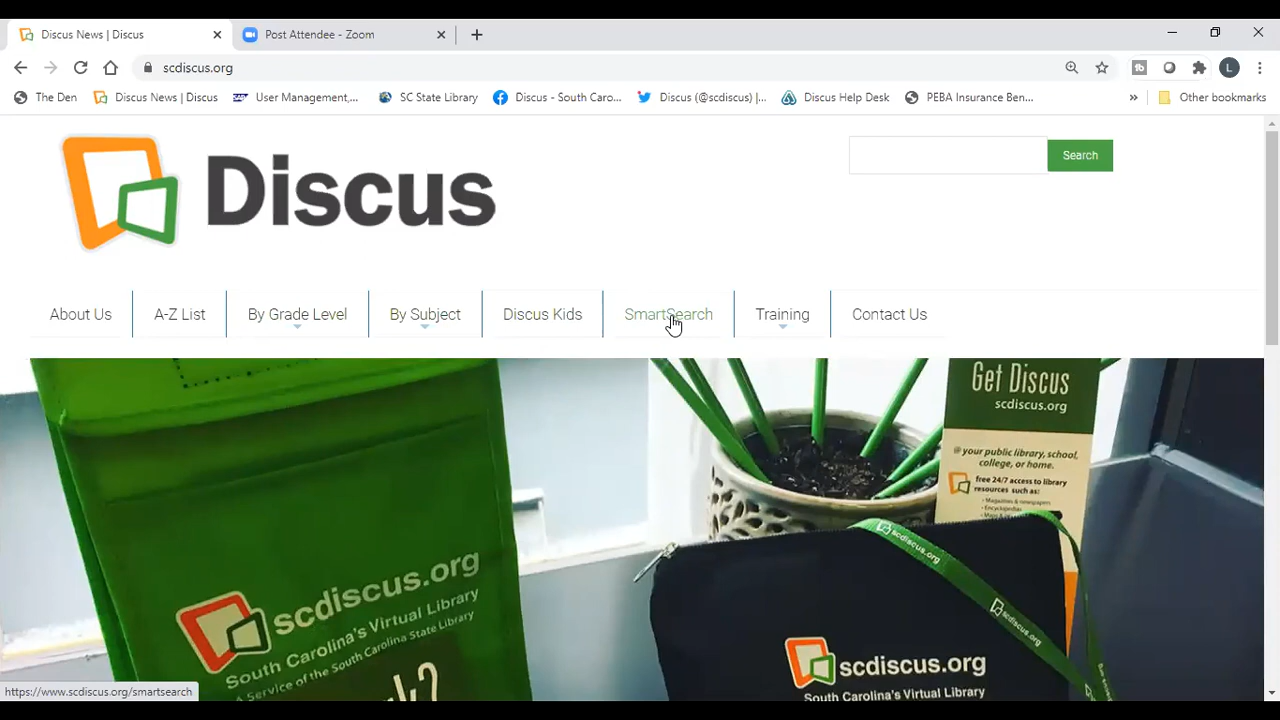 Discus News | Discus
Post Attendee - Zoom
scdiscus.org
L
The Den
Discus News | Discus
User Management,...
SC State Library
Discus - South Caro...
Discus (@scdiscus) |...
Discus Help Desk
PEBA Insurance Ben...
»
Other bookmarks
Discus
Search
About Us
A-Z List
By Grade Level
By Subject
Discus Kids
SmartSearch
Training
Contact Us
Get Discus
scdiscus.org
@ your public library, school,
college, or home.
free 24/7 access to library
resources such as:
- Magazines & newspapers
- Encyclopedias
scdiscus.org
South Carolina's Virtual Library
A Service of the South Carolina State Library
scdiscus.org
scdiscus.org
scdiscus.org
South Carolina's Virtual Library
https://www.scdiscus.org/smartsearch